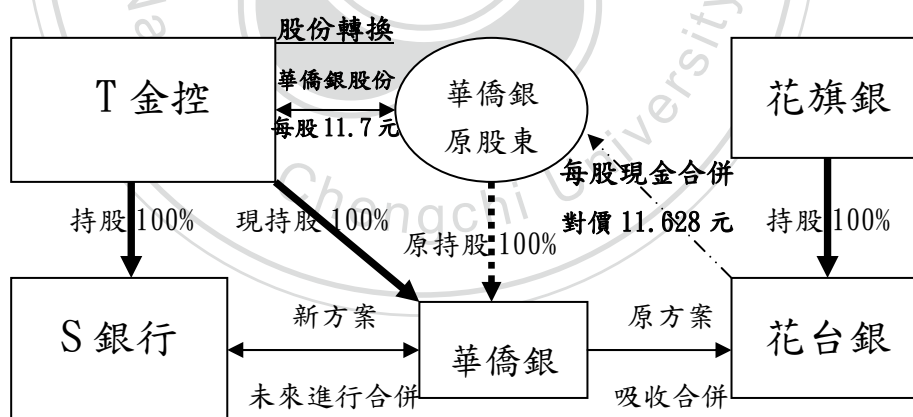 股份轉換
T 金控
華僑銀股份
每股 11.7 元
華僑銀
原股東
花旗銀
每股現金合併
對價 11.628 元
持股 100%
現持股 100%
原持股 100%
持股 100%
S 銀行
新方案
未來進行合併
華僑銀
原方案
吸收合併
花台銀
Chengchi University